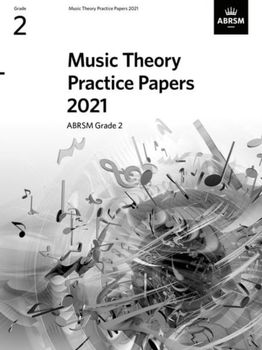 Grade
2
Music Theory Practice Papers 2021
ABRSM
Music Theory
Practice Papers
2021
ABRSM Grade 2